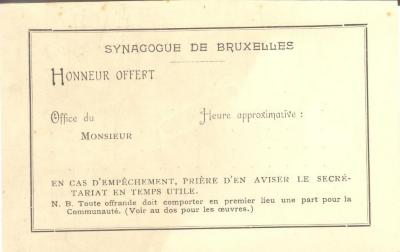 SYNAGOGUE DE BRUXELLES
HONNEUR OFFERT
Office du Heure approximative :
MONSIEUR
EN CAS D'EMPÊCHEMENT, PRIÈRE D'EN AVISER LE SECRÉ-
TARIAT EN TEMPS UTILE.
N. B. Toute offrande doit comporter en premier lieu une part pour la
Communauté. (Voir au dos pour les œuvres.)